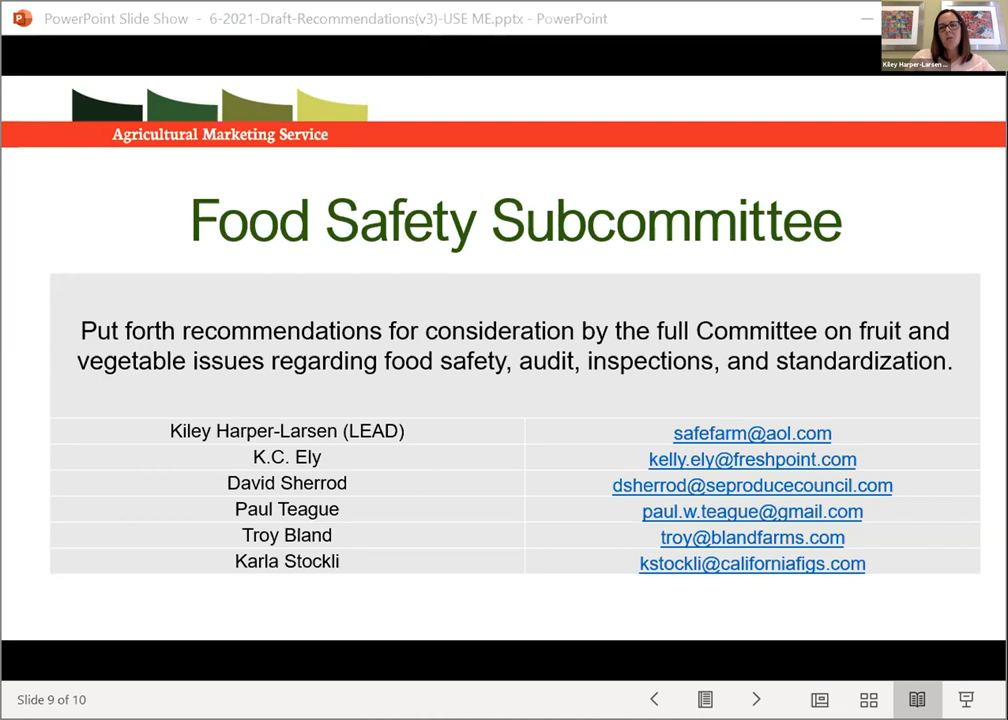 PowerPoint Slide Show - 6-2021-Draft-Recommendations(v3)-USE ME.pptx - PowerPoint
Kiley Harper-Larsen ...
Agricultural Marketing Service
Food Safety Subcommittee
Put forth recommendations for consideration by the full Committee on fruit and
vegetable issues regarding food safety, audit, inspections, and standardization.
Kiley Harper-Larsen (LEAD) safefarm@aol.com
K.C. Ely kelly.ely@freshpoint.com
David Sherrod dsherrod@seproducecouncil.com
Paul Teague paul.w.teague@gmail.com
Troy Bland troy@blandfarms.com
Karla Stockli kstockli@californiafigs.com
Slide 9 of 10